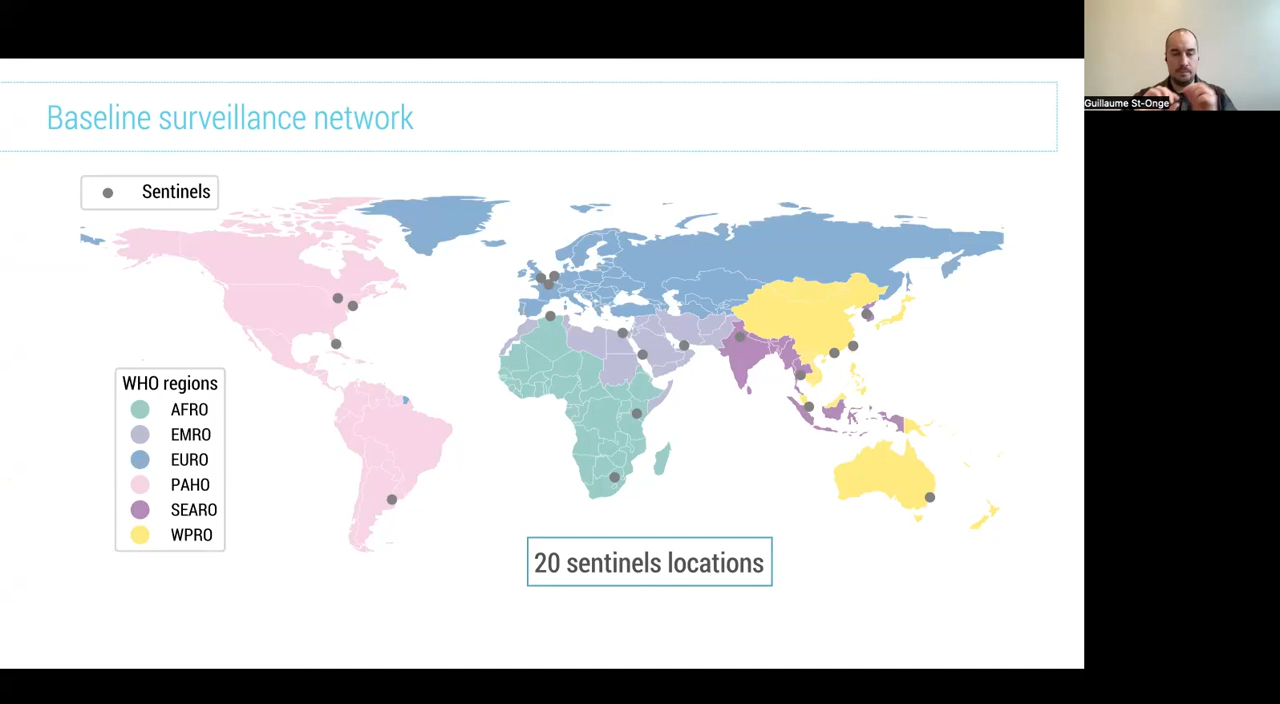 Baseline surveillance network
Sentinels
WHO regions
AFRO
EMRO
EURO
PAHO
SEARO
WPRO
20 sentinels locations
Guillaume St-Onge